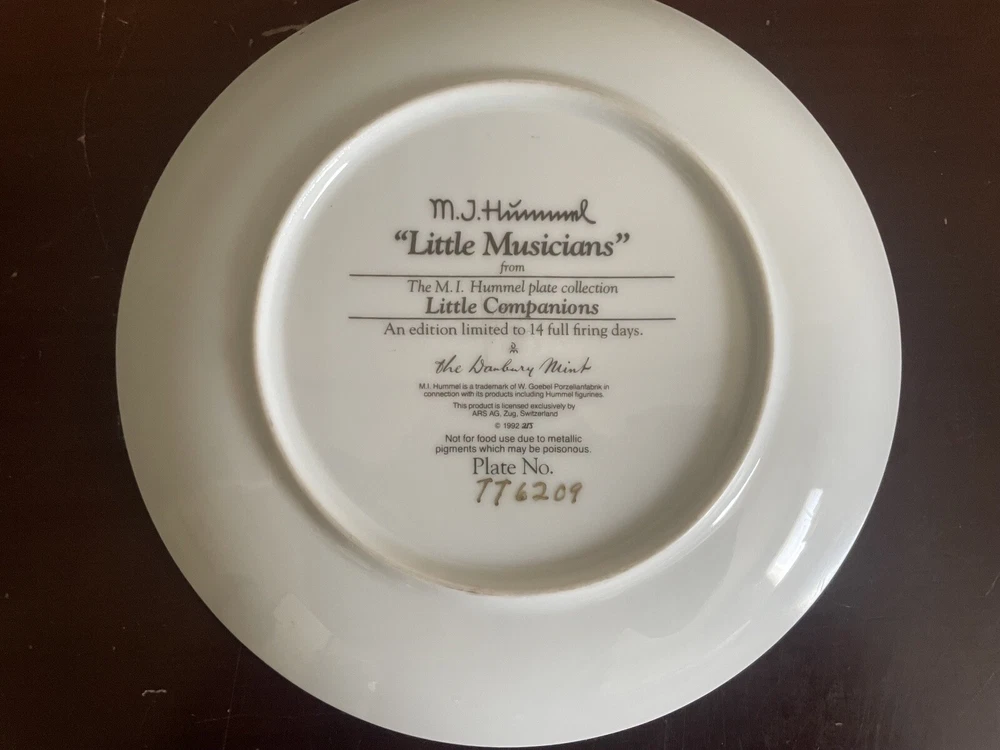 M.J. Hummel
“Little Musicians”
from
The M.I. Hummel plate collection
Little Companions
An edition limited to 14 full firing days.
the Danbury Mint
M.I. Hummel is a trademark of W. Goebel Porzellanfabrik in
connection with its products including Hummel figurines.
This product is licensed exclusively by
ARS AG, Zug, Switzerland
© 1992
Not for food use due to metallic
pigments which may be poisonous.
Plate No.
TT6209